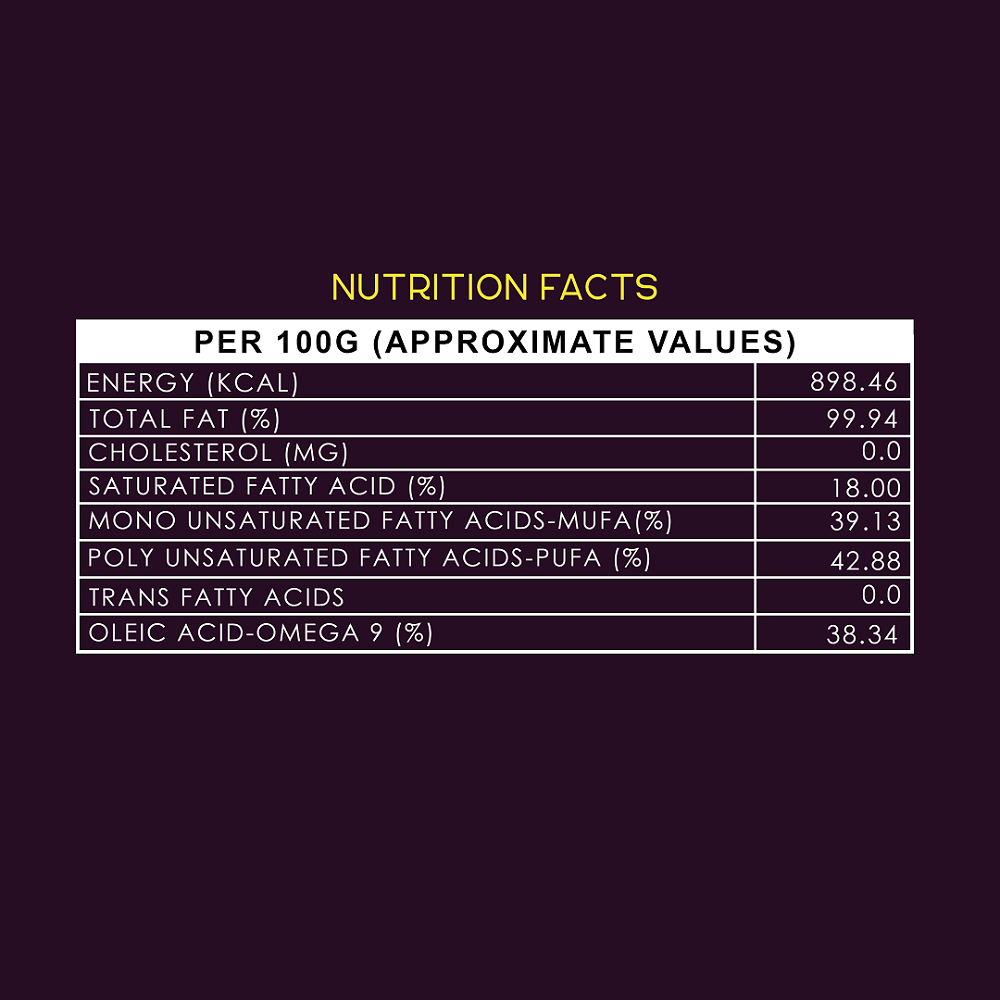 NUTRITION FACTS
PER 100G (APPROXIMATE VALUES)
ENERGY (KCAL) 898.46
TOTAL FAT (%) 99.94
CHOLESTEROL (MG) 0.0
SATURATED FATTY ACID (%) 18.00
MONO UNSATURATED FATTY ACIDS-MUFA(%) 39.13
POLY UNSATURATED FATTY ACIDS-PUFA (%) 42.88
TRANS FATTY ACIDS 0.0
OLEIC ACID-OMEGA 9 (%) 38.34